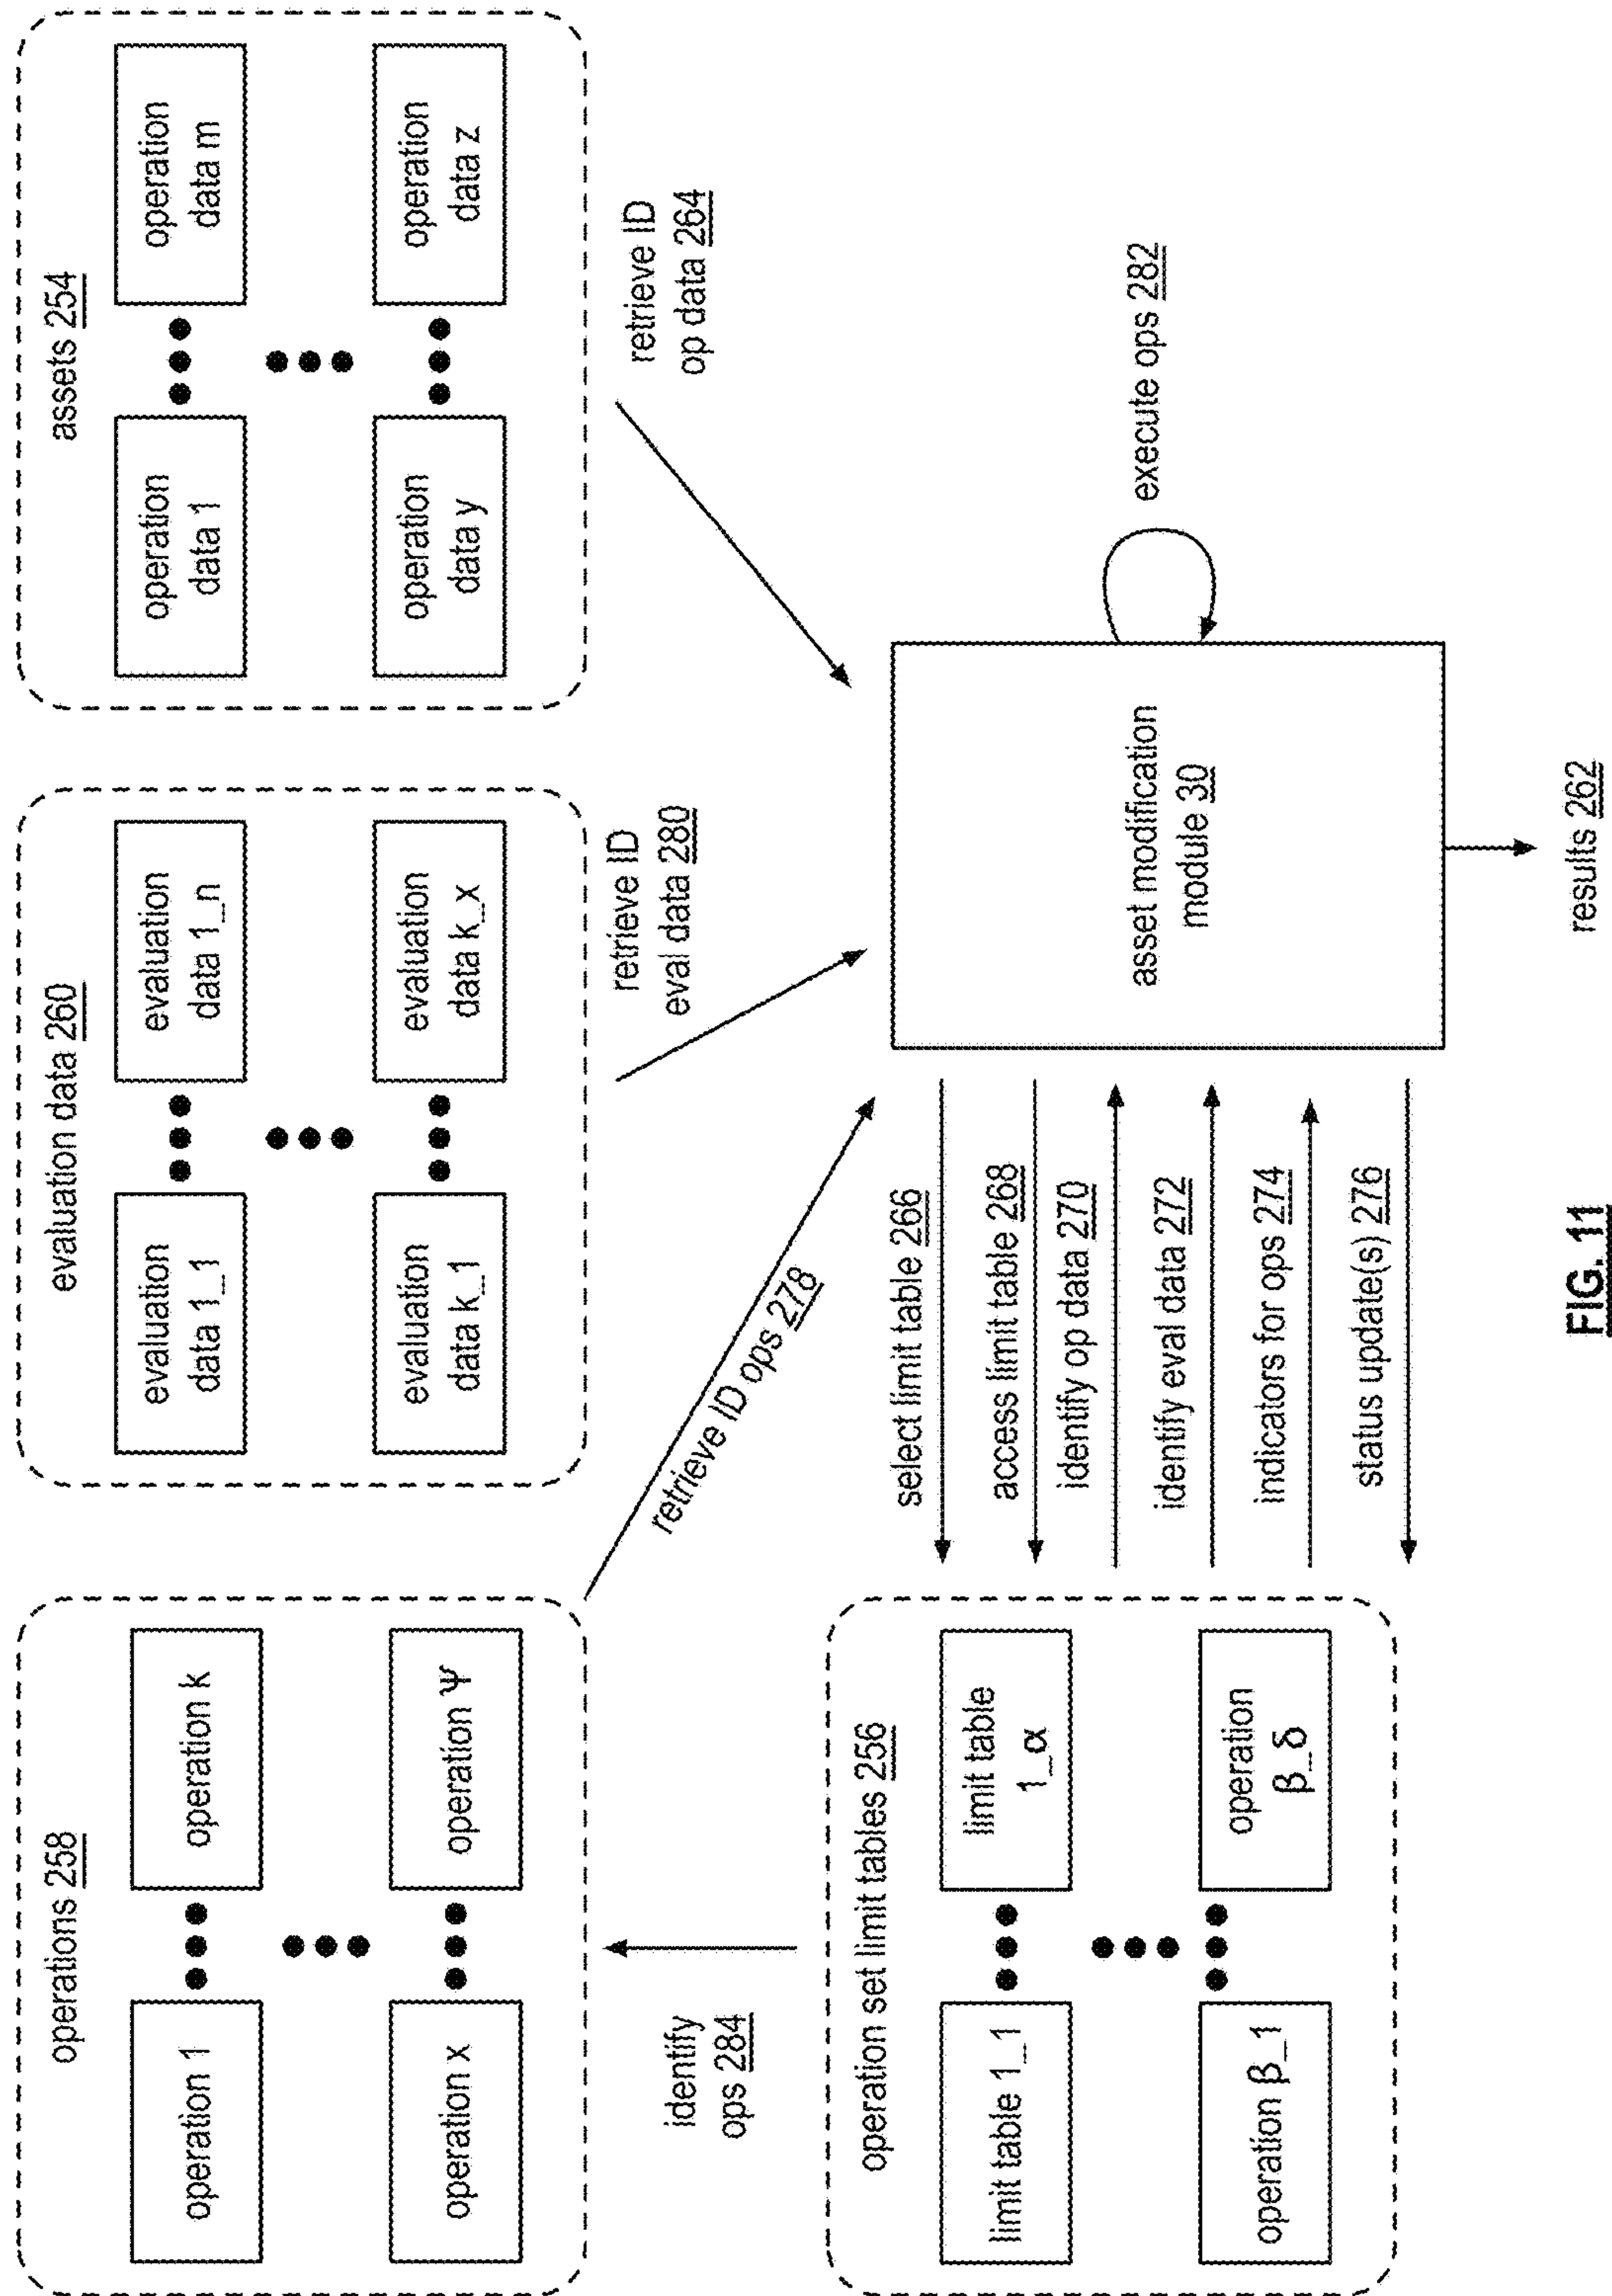 operations 258
operation 1
operation k
operation x
operation Ψ
evaluation data 260
evaluation
data 1_1
evaluation
data 1_n
evaluation
data k_1
evaluation
data k_x
assets 254
operation
data 1
operation
data m
operation
data y
operation
data z
identify
ops 284
retrieve ID ops 278
retrieve ID
eval data 280
retrieve ID
op data 264
operation set limit tables 256
limit table 1_1
limit table
1_α
operation β_1
operation
β_δ
select limit table 266
access limit table 268
identify op data 270
identify eval data 272
indicators for ops 274
status update(s) 276
asset modification
module 30
execute ops 282
results 262
FIG. 11